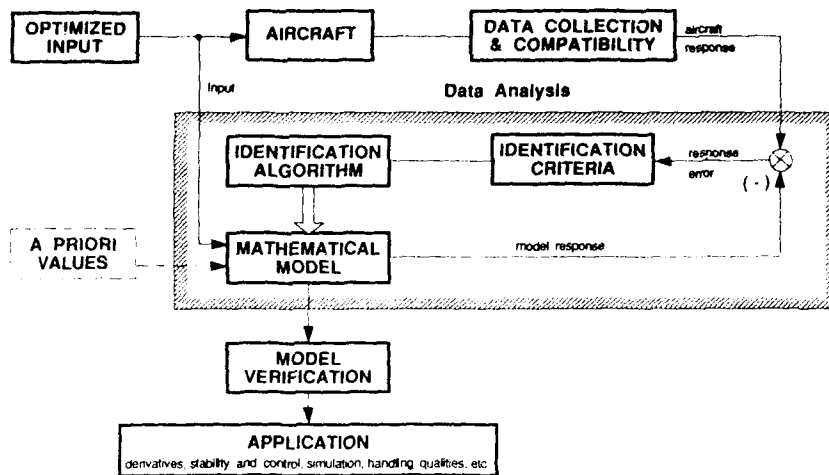 OPTIMIZED
INPUT
AIRCRAFT
DATA COLLECTION
& COMPATIBILITY
aircraft
response
Input
Data Analysis
IDENTIFICATION
ALGORITHM
IDENTIFICATION
CRITERIA
response
error
(-)
A PRIORI
VALUES
MATHEMATICAL
MODEL
model response
MODEL
VERIFICATION
APPLICATION
derivatives, stability and control, simulation, handling qualities, etc